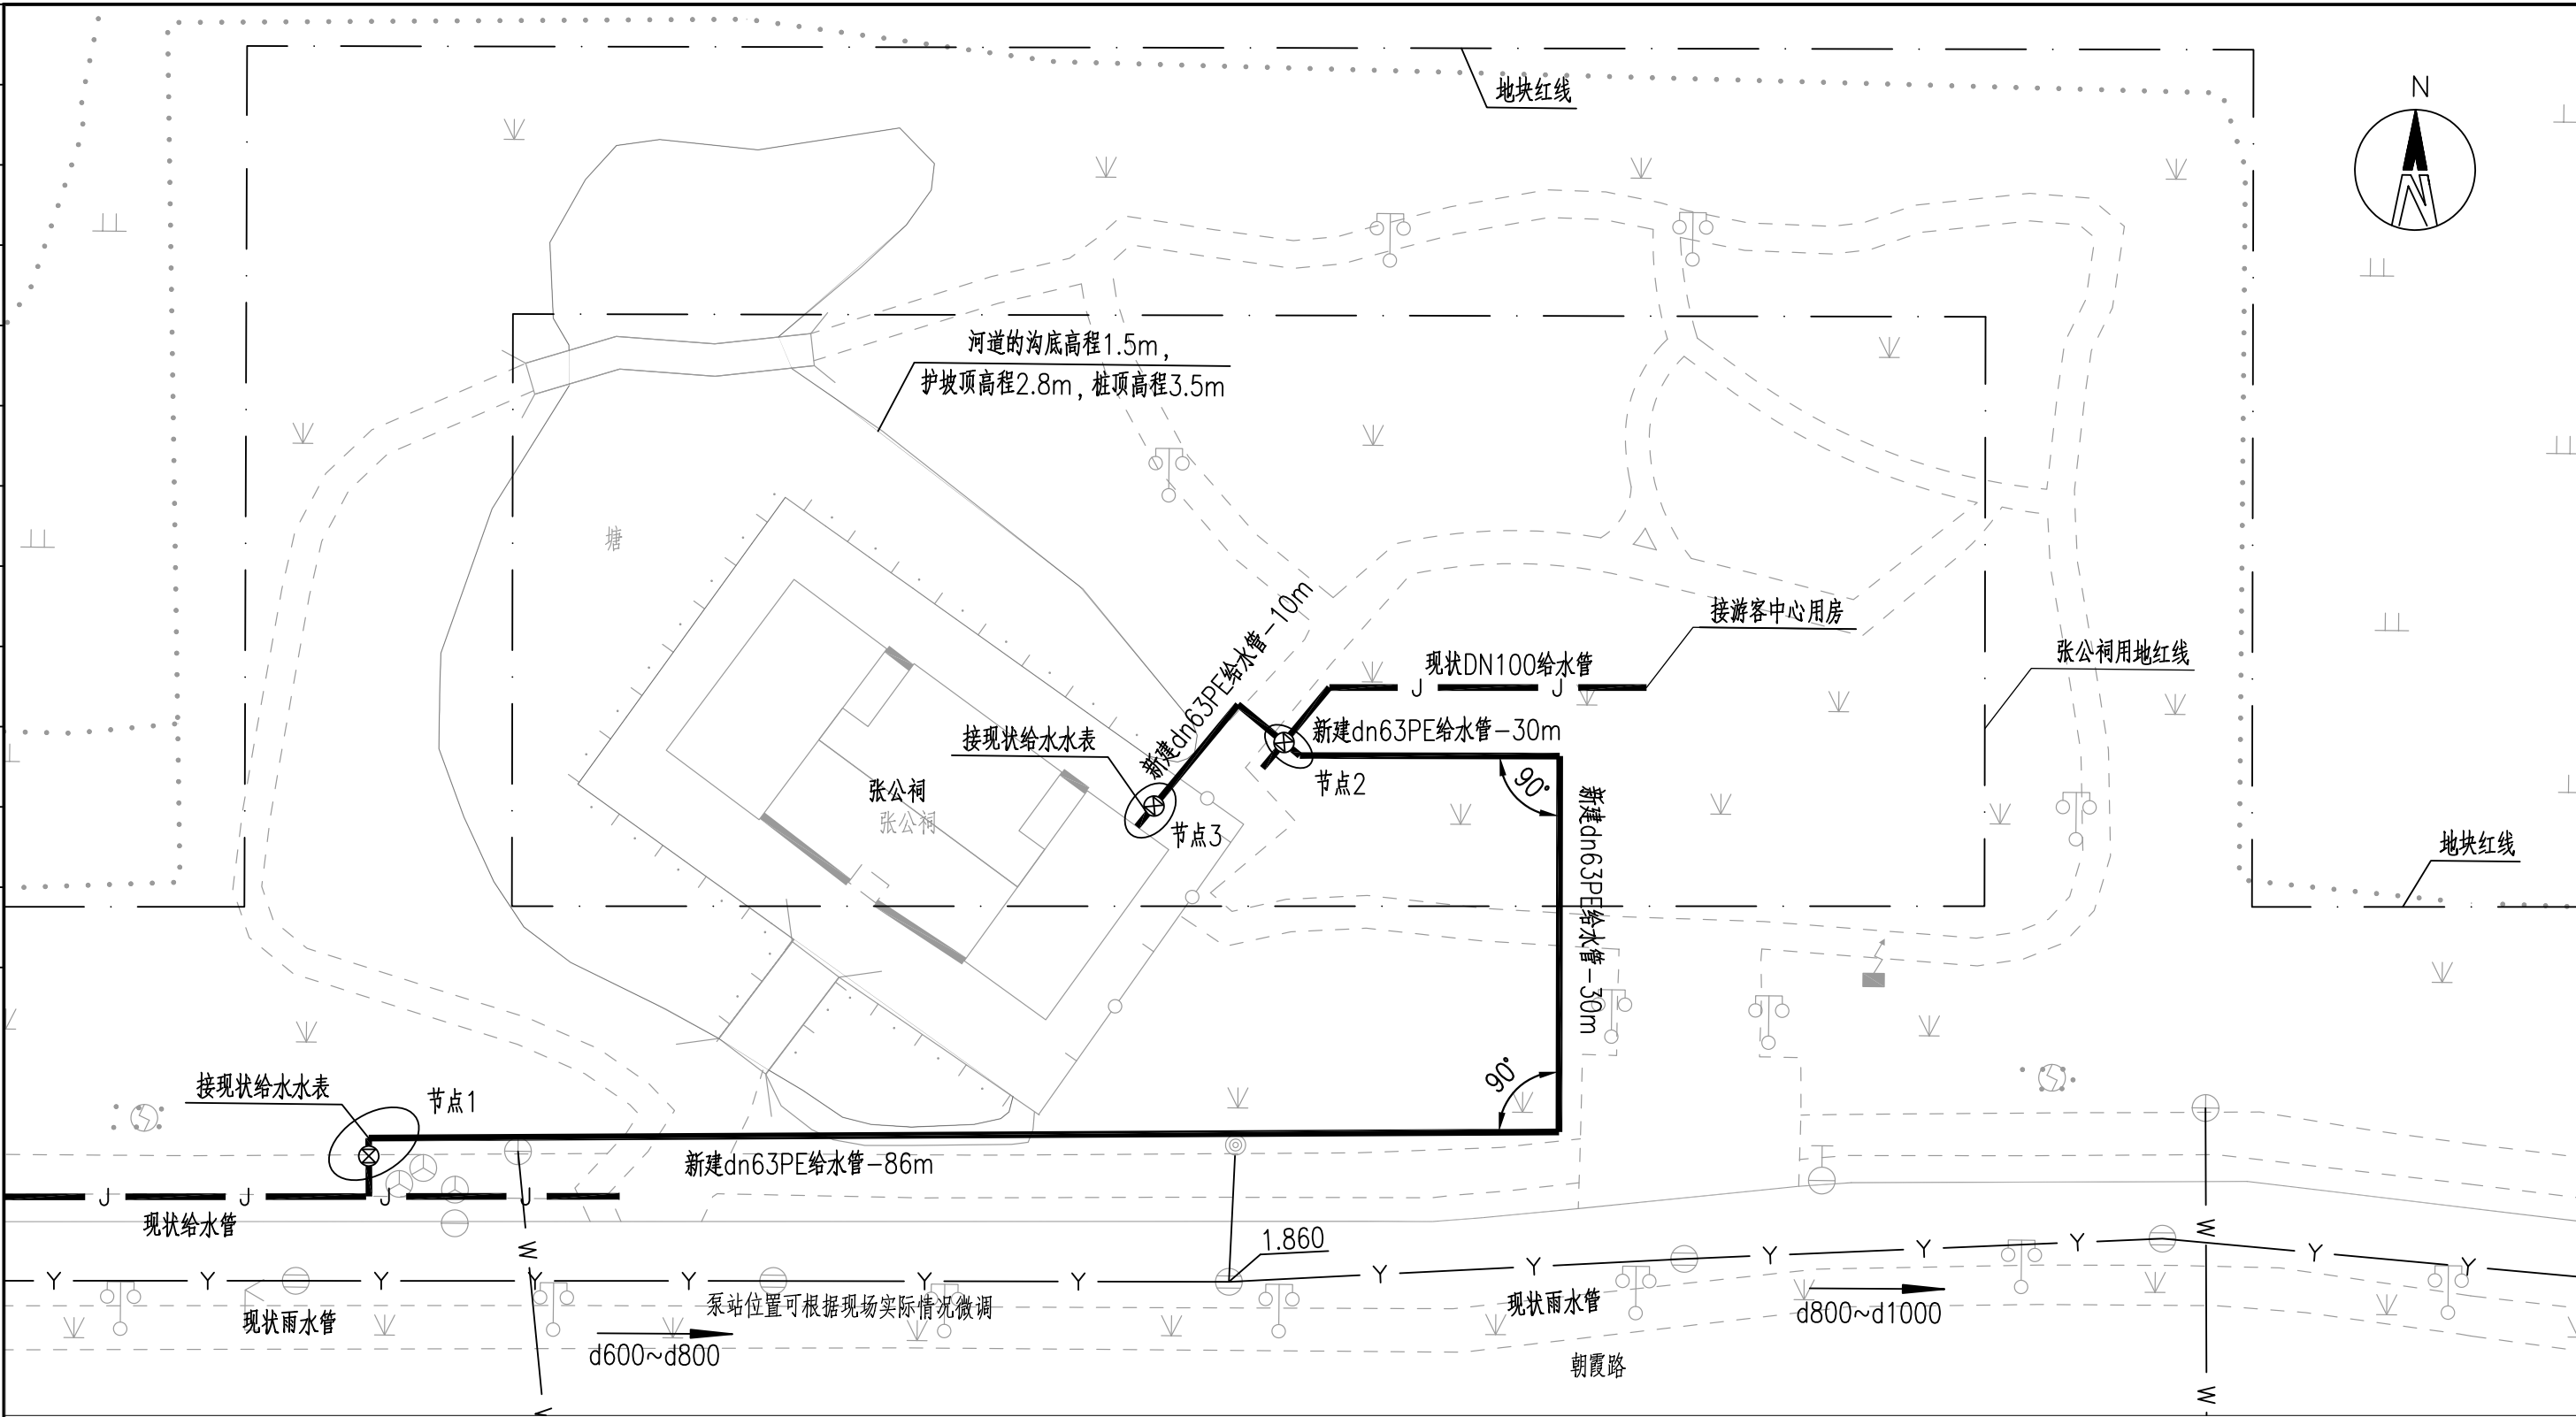 地块红线
N
河道的沟底高程1.5m，
护坡顶高程2.8m，桩顶高程3.5m
塘
新建dn63PE给水管-10m
接游客中心用房
张公祠用地红线
现状DN100给水管
J
J
接现状给水水表
新建dn63PE给水管-30m
节点2
90°
张公祠
张公祠
节点3
新建dn63PE给水管-30m
地块红线
90°
接现状给水水表
节点1
新建dn63PE给水管-86m
J
J
J
J
现状给水管
W
W
1.860
Y
Y
Y
Y
Y
Y
Y
Y
Y
Y
Y
Y
Y
Y
泵站位置可根据现场实际情况微调
现状雨水管
现状雨水管
d600~d800
d800~d1000
朝霞路
W